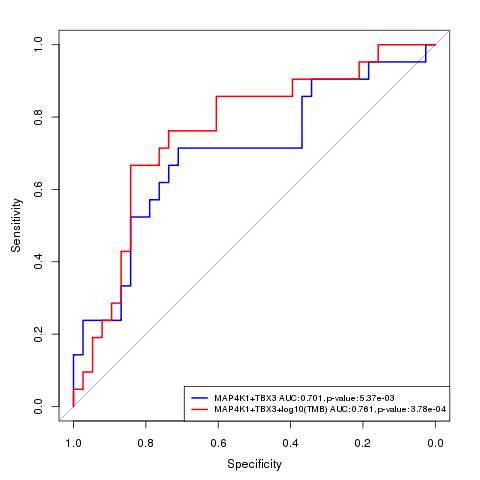 1.0
0.8
0.6
0.4
0.2
0.0
Sensitivity
MAP4K1+TBX3 AUC:0.701, p-value:5.37e-03
MAP4K1+TBX3+log10(TMB) AUC:0.761, p-value:3.78e-04
1.0 0.8 0.6 0.4 0.2 0.0
Specificity